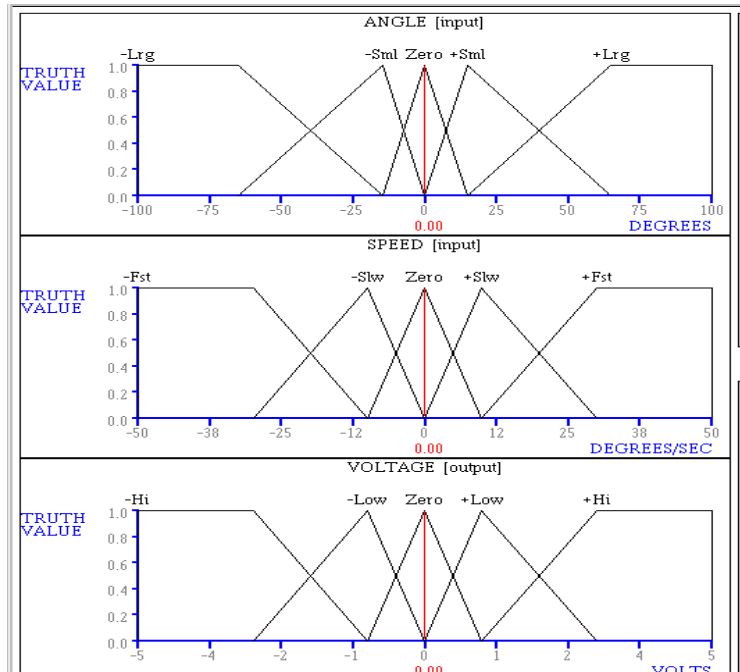 ANGLE [input]
-Lrg -Sml Zero +Sml +Lrg
TRUTH
VALUE
1.0
0.8
0.6
0.4
0.2
0.0
-100 -75 -50 -25 0 25 50 75 100
0.00 DEGREES
SPEED [input]
-Fst -Slw Zero +Slw +Fst
TRUTH
VALUE
1.0
0.8
0.6
0.4
0.2
0.0
-50 -38 -25 -12 0 12 25 38 50
0.00 DEGREES/SEC
VOLTAGE [output]
-Hi -Low Zero +Low +Hi
TRUTH
VALUE
1.0
0.8
0.6
0.4
0.2
0.0
-5 -4 -2 -1 0 1 2 4 5
0.00 VOLTS